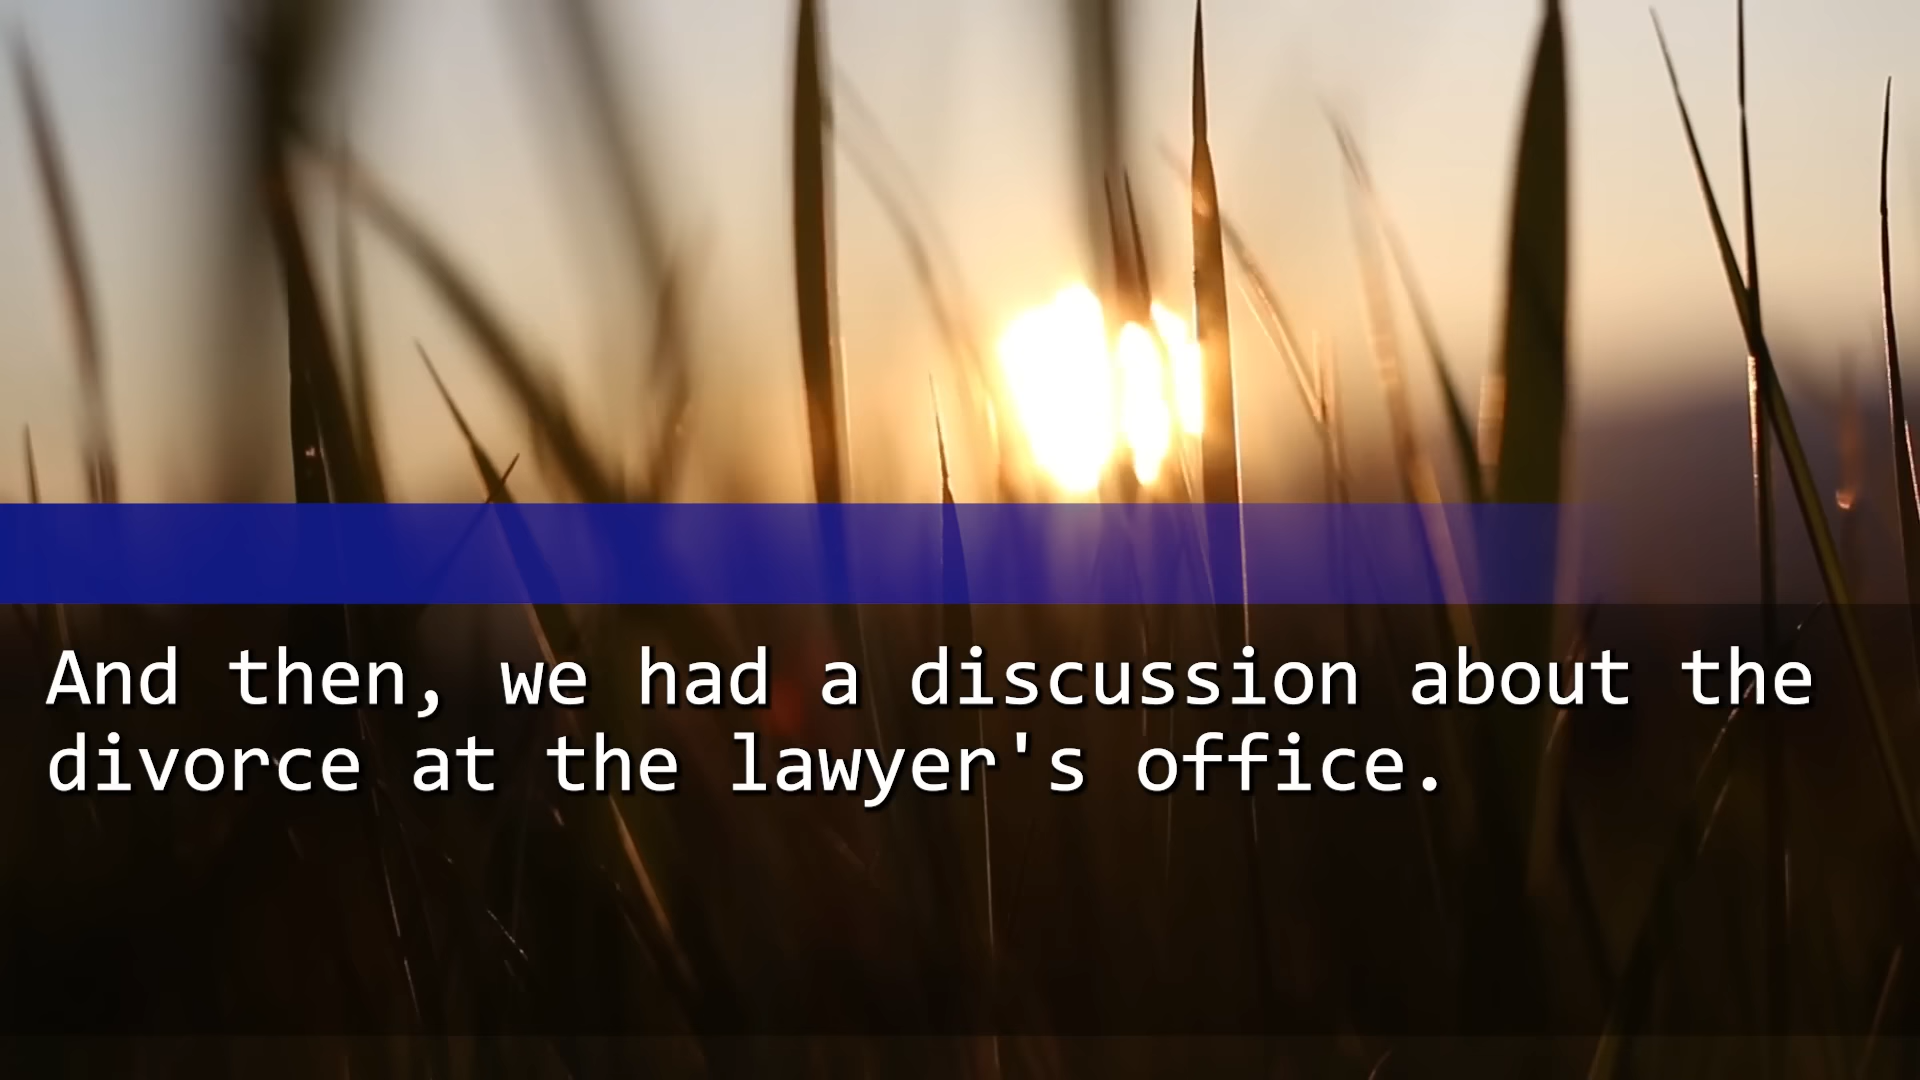 And then, we had a discussion about the
divorce at the lawyer's office.